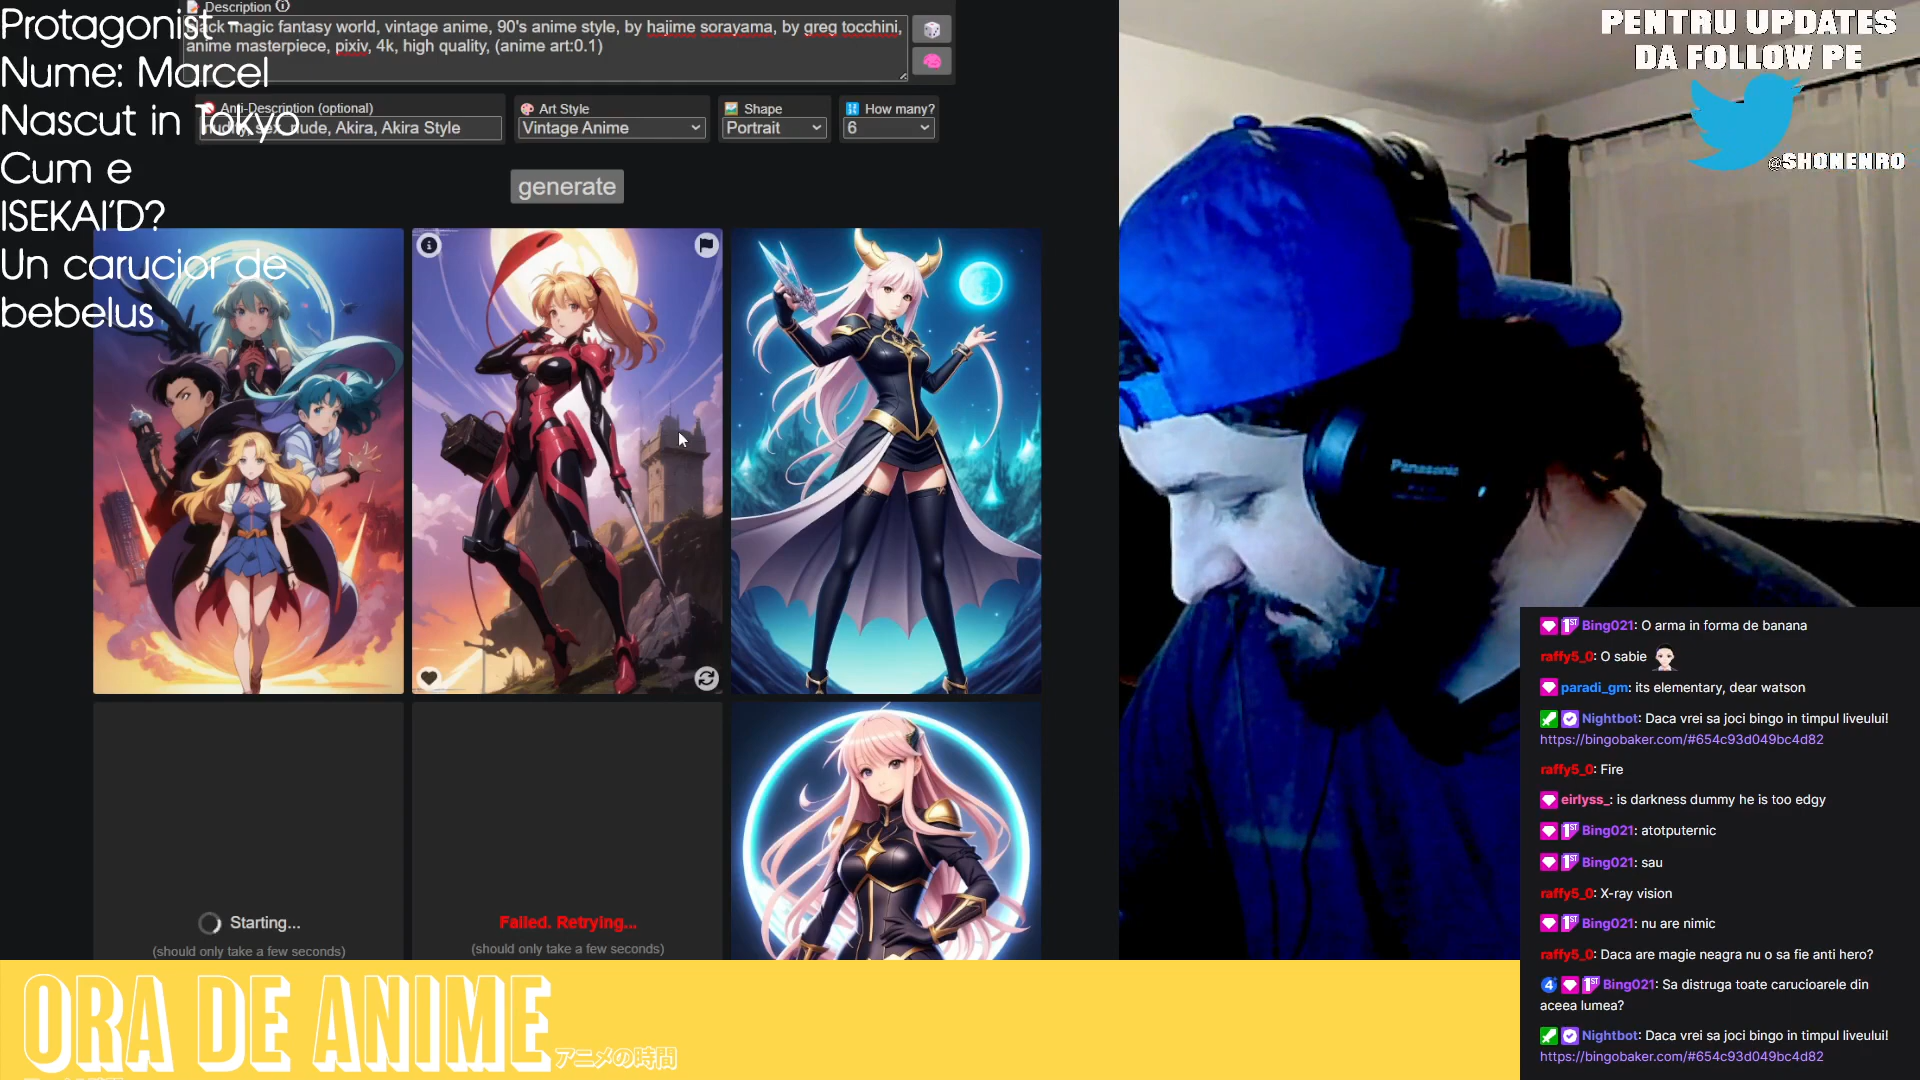 Protagonist -
Nume: Marcel
Nascut in Tokyo
Cum e
ISEKAI'D?
Un carucior de
bebelus
Description
black magic fantasy world, vintage anime, 90's anime style, by hajime sorayama, by greg tocchini,
anime masterpiece, pixiv, 4k, high quality, (anime art:0.1)
Anti-Description (optional)
sex, nude, Akira, Akira Style
Art Style
Vintage Anime
Shape
Portrait
How many?
6
generate
Starting...
(should only take a few seconds)
Failed. Retrying...
(should only take a few seconds)
PENTRU UPDATES
DA FOLLOW PE
@SHONENRO
Panasonic
Bing021: O arma in forma de banana
raffy5_0: O sabie
paradi_gm: its elementary, dear watson
Nightbot: Daca vrei sa joci bingo in timpul liveului!
https://bingobaker.com/#654c93d049bc4d82
raffy5_0: Fire
eirlyss_: is darkness dummy he is too edgy
Bing021: atotputernic
Bing021: sau
raffy5_0: X-ray vision
Bing021: nu are nimic
raffy5_0: Daca are magie neagra nu o sa fie anti hero?
4 Bing021: Sa distruga toate carucioarele din
aceea lumea?
Nightbot: Daca vrei sa joci bingo in timpul liveului!
https://bingobaker.com/#654c93d049bc4d82
ORA DE ANIME
アニメの時間